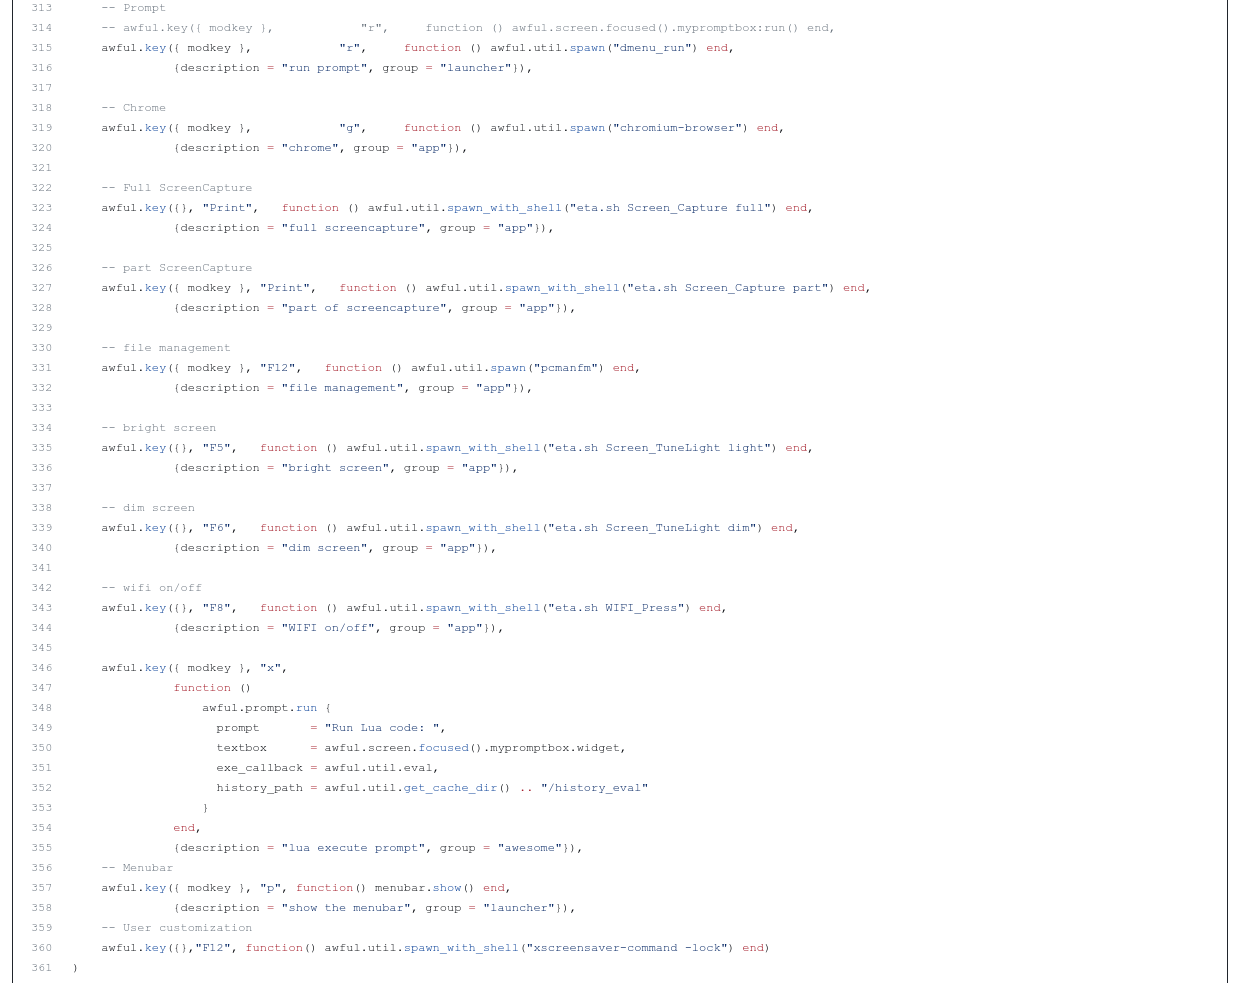 313 -- Prompt
314 -- awful.key({ modkey },            "r",     function () awful.screen.focused().mypromptbox:run() end,
315 awful.key({ modkey },            "r",     function () awful.util.spawn("dmenu_run") end,
316 {description = "run prompt", group = "launcher"}),
317
318 -- Chrome
319 awful.key({ modkey },            "g",     function () awful.util.spawn("chromium-browser") end,
320 {description = "chrome", group = "app"}),
321
322 -- Full ScreenCapture
323 awful.key({}, "Print",   function () awful.util.spawn_with_shell("eta.sh Screen_Capture full") end,
324 {description = "full screencapture", group = "app"}),
325
326 -- part ScreenCapture
327 awful.key({ modkey }, "Print",   function () awful.util.spawn_with_shell("eta.sh Screen_Capture part") end,
328 {description = "part of screencapture", group = "app"}),
329
330 -- file management
331 awful.key({ modkey }, "F12",   function () awful.util.spawn("pcmanfm") end,
332 {description = "file management", group = "app"}),
333
334 -- bright screen
335 awful.key({}, "F5",   function () awful.util.spawn_with_shell("eta.sh Screen_TuneLight light") end,
336 {description = "bright screen", group = "app"}),
337
338 -- dim screen
339 awful.key({}, "F6",   function () awful.util.spawn_with_shell("eta.sh Screen_TuneLight dim") end,
340 {description = "dim screen", group = "app"}),
341
342 -- wifi on/off
343 awful.key({}, "F8",   function () awful.util.spawn_with_shell("eta.sh WIFI_Press") end,
344 {description = "WIFI on/off", group = "app"}),
345
346 awful.key({ modkey }, "x",
347 function ()
348 awful.prompt.run {
349 prompt       = "Run Lua code: ",
350 textbox      = awful.screen.focused().mypromptbox.widget,
351 exe_callback = awful.util.eval,
352 history_path = awful.util.get_cache_dir() .. "/history_eval"
353 }
354 end,
355 {description = "lua execute prompt", group = "awesome"}),
356 -- Menubar
357 awful.key({ modkey }, "p", function() menubar.show() end,
358 {description = "show the menubar", group = "launcher"}),
359 -- User customization
360 awful.key({},"F12", function() awful.util.spawn_with_shell("xscreensaver-command -lock") end)
361 )